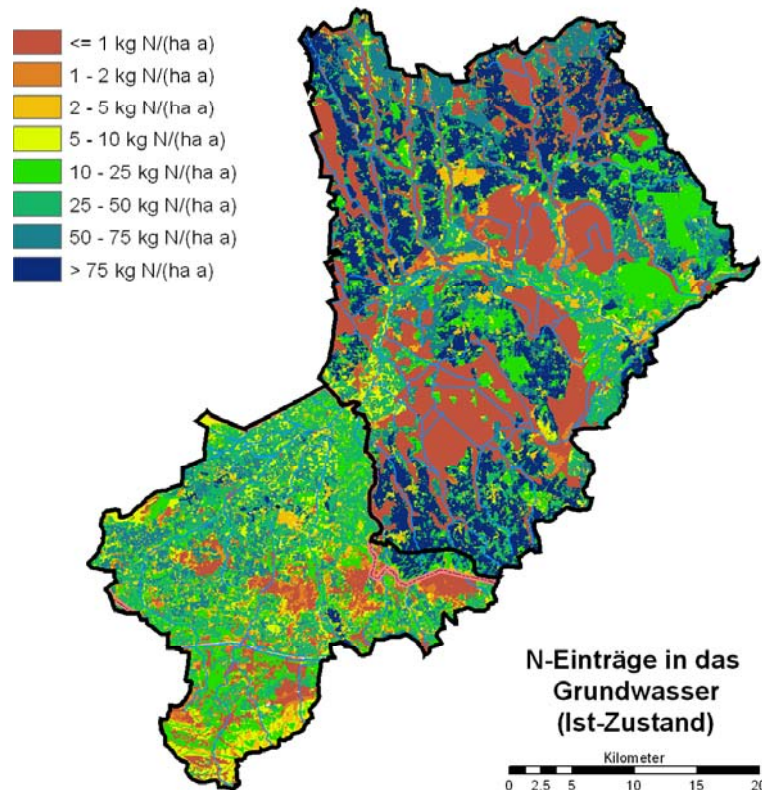 <= 1 kg N/(ha a)
1 - 2 kg N/(ha a)
2 - 5 kg N/(ha a)
5 - 10 kg N/(ha a)
10 - 25 kg N/(ha a)
25 - 50 kg N/(ha a)
50 - 75 kg N/(ha a)
> 75 kg N/(ha a)
N-Einträge in das
Grundwasser
(Ist-Zustand)
Kilometer
0 2.5 5 10 15 20